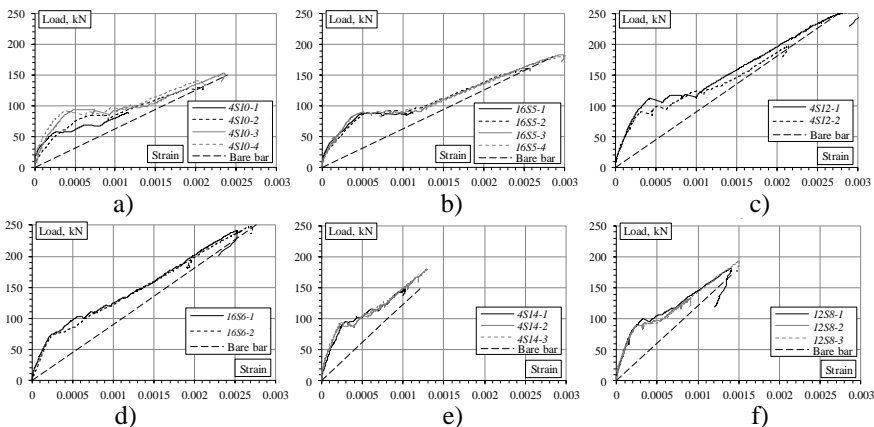 Load, kN
250
200
150
100
50
0
4S10-1
4S10-2
4S10-3
4S10-4
Bare bar
Strain
0 0.0005 0.001 0.0015 0.002 0.0025 0.003
a)
Load, kN
250
200
150
100
50
0
16S5-1
16S5-2
16S5-3
16S5-4
Bare bar
Strain
0 0.0005 0.001 0.0015 0.002 0.0025 0.003
b)
Load, kN
250
200
150
100
50
0
4S12-1
4S12-2
Bare bar
Strain
0 0.0005 0.001 0.0015 0.002 0.0025 0.003
c)
Load, kN
250
200
150
100
50
0
16S6-1
16S6-2
Bare bar
Strain
0 0.0005 0.001 0.0015 0.002 0.0025 0.003
d)
Load, kN
250
200
150
100
50
0
4S14-1
4S14-2
4S14-3
Bare bar
Strain
0 0.0005 0.001 0.0015 0.002 0.0025 0.003
e)
Load, kN
250
200
150
100
50
0
12S8-1
12S8-2
12S8-3
Bare bar
Strain
0 0.0005 0.001 0.0015 0.002 0.0025 0.003
f)